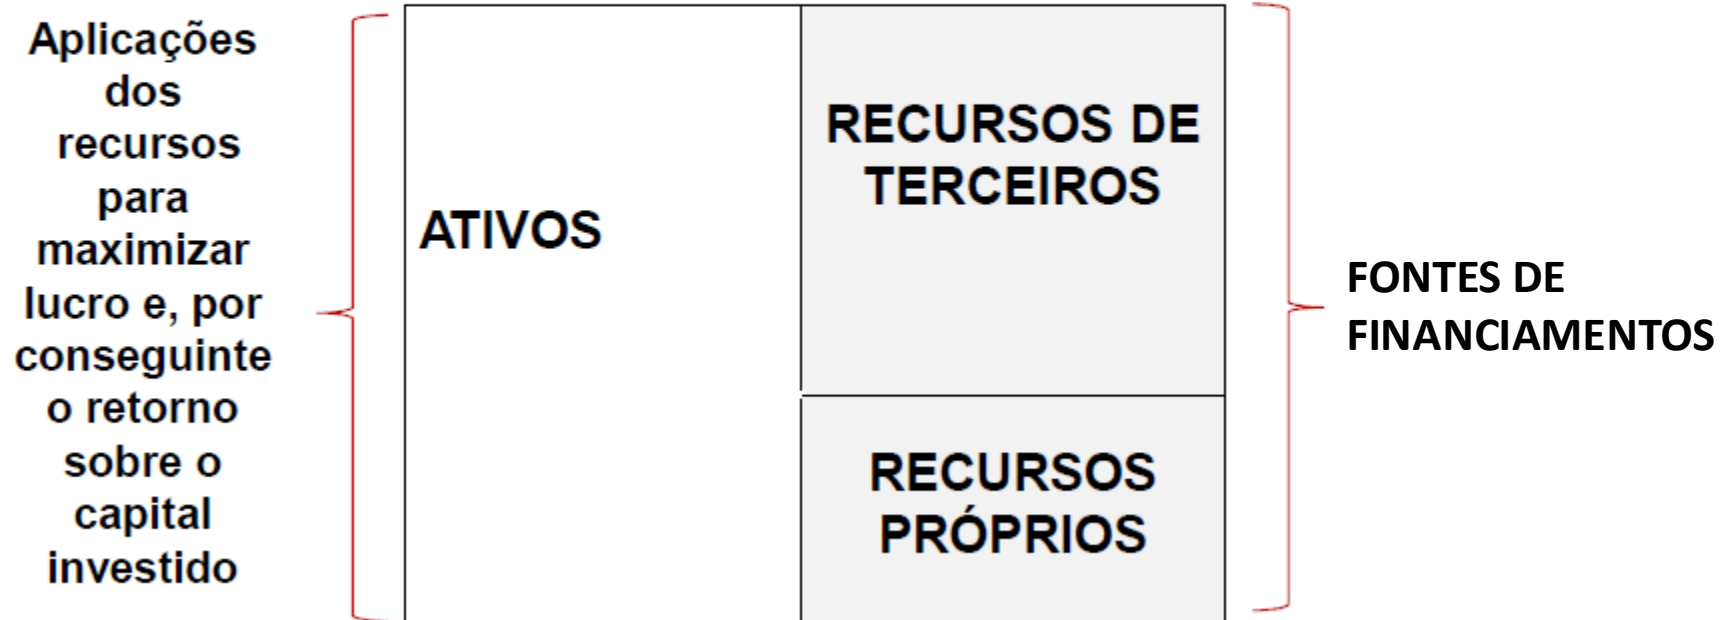 Aplicações
dos
recursos
para
maximizar
lucro e, por
conseguinte
o retorno
sobre o
capital
investido
ATIVOS
RECURSOS DE
TERCEIROS
RECURSOS
PRÓPRIOS
FONTES DE
FINANCIAMENTOS